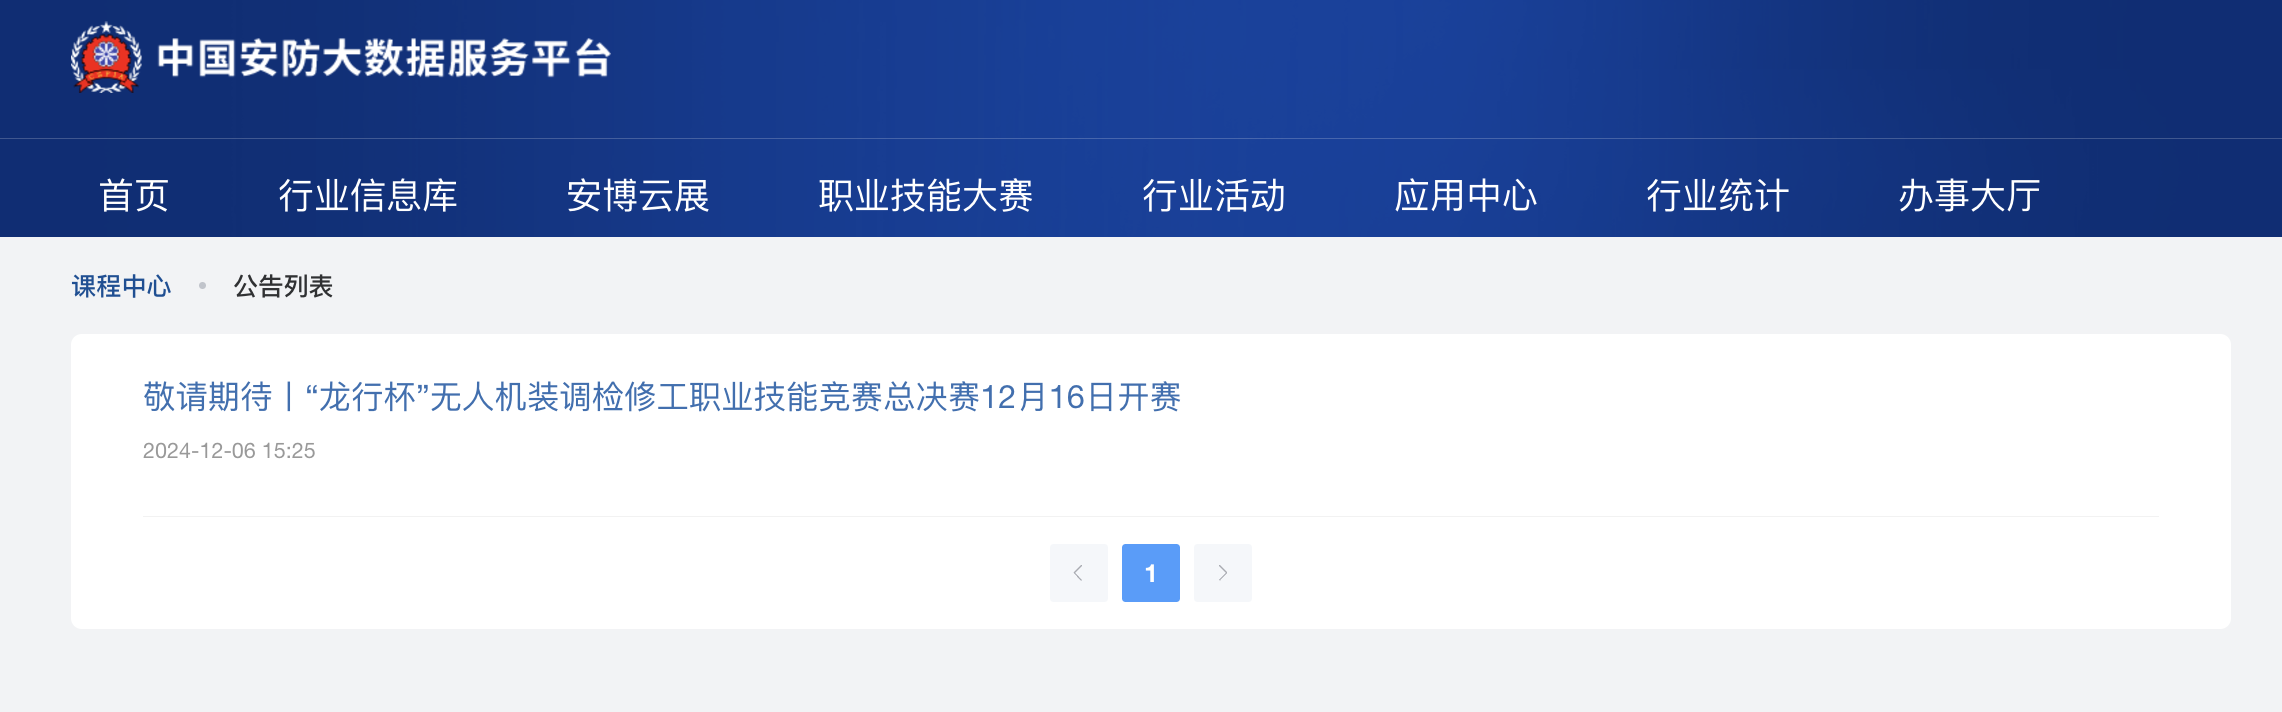 中国安防大数据服务平台
首页 行业信息库 安博云展 职业技能大赛 行业活动 应用中心 行业统计 办事大厅
课程中心 • 公告列表
敬请期待丨“龙行杯”无人机装调检修工职业技能竞赛总决赛12月16日开赛
2024-12-06 15:25
1